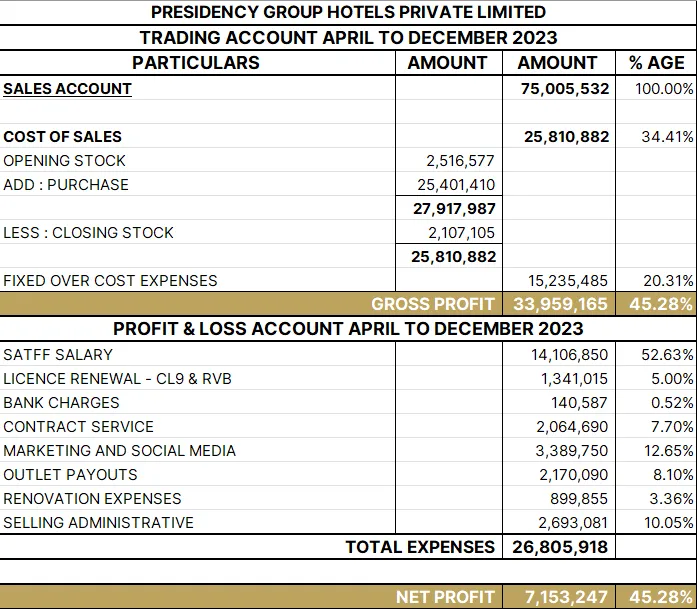 PRESIDENCY GROUP HOTELS PRIVATE LIMITED
TRADING ACCOUNT APRIL TO DECEMBER 2023
PARTICULARS AMOUNT AMOUNT % AGE
SALES ACCOUNT 75,005,532 100.00%
COST OF SALES 25,810,882 34.41%
OPENING STOCK 2,516,577
ADD : PURCHASE 25,401,410
27,917,987
LESS : CLOSING STOCK 2,107,105
25,810,882
FIXED OVER COST EXPENSES 15,235,485 20.31%
GROSS PROFIT 33,959,165 45.28%
PROFIT & LOSS ACCOUNT APRIL TO DECEMBER 2023
SATFF SALARY 14,106,850 52.63%
LICENCE RENEWAL - CL9 & RVB 1,341,015 5.00%
BANK CHARGES 140,587 0.52%
CONTRACT SERVICE 2,064,690 7.70%
MARKETING AND SOCIAL MEDIA 3,389,750 12.65%
OUTLET PAYOUTS 2,170,090 8.10%
RENOVATION EXPENSES 899,855 3.36%
SELLING ADMINISTRATIVE 2,693,081 10.05%
TOTAL EXPENSES 26,805,918
NET PROFIT 7,153,247 45.28%